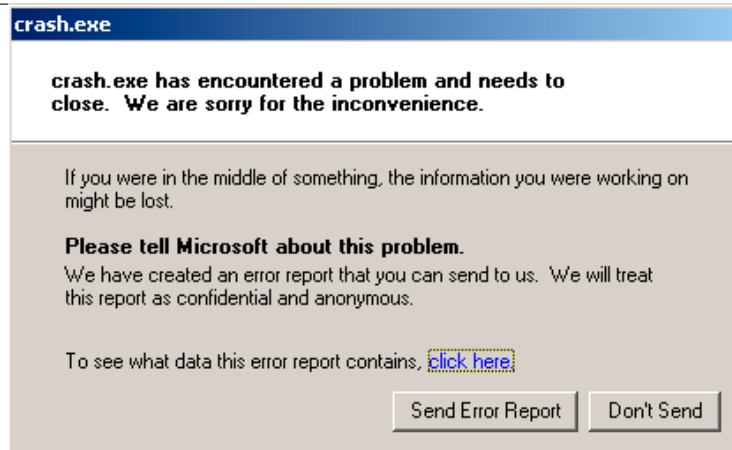 crash.exe
crash.exe has encountered a problem and needs to
close.  We are sorry for the inconvenience.
If you were in the middle of something, the information you were working on
might be lost.
Please tell Microsoft about this problem.
We have created an error report that you can send to us.  We will treat
this report as confidential and anonymous.
To see what data this error report contains, click here.
Send Error Report Don't Send